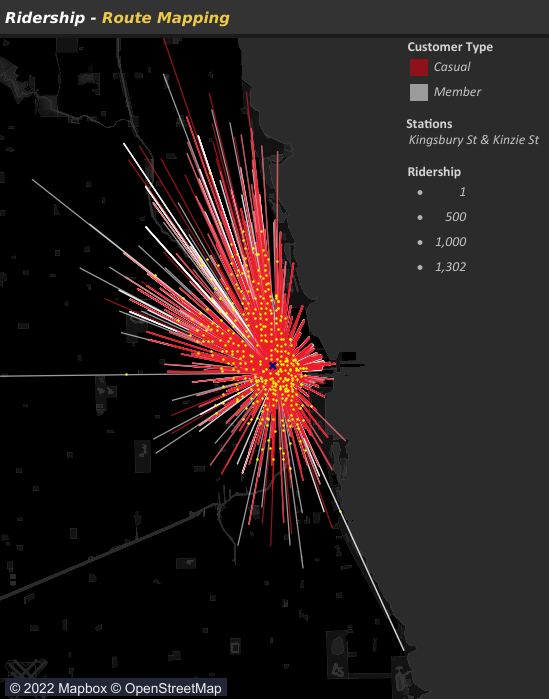 Ridership - Route Mapping
Customer Type
Casual
Member
Stations
Kingsbury St & Kinzie St
Ridership
1
500
1,000
1,302
© 2022 Mapbox © OpenStreetMap